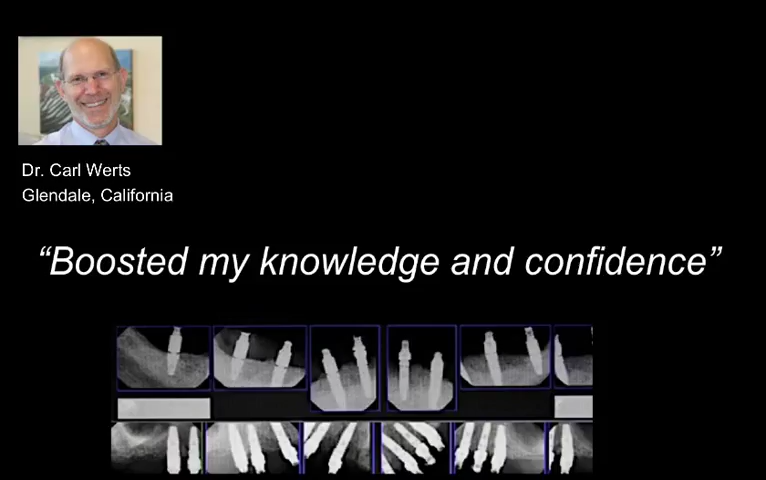 Dr. Carl Werts
Glendale, California
“Boosted my knowledge and confidence”